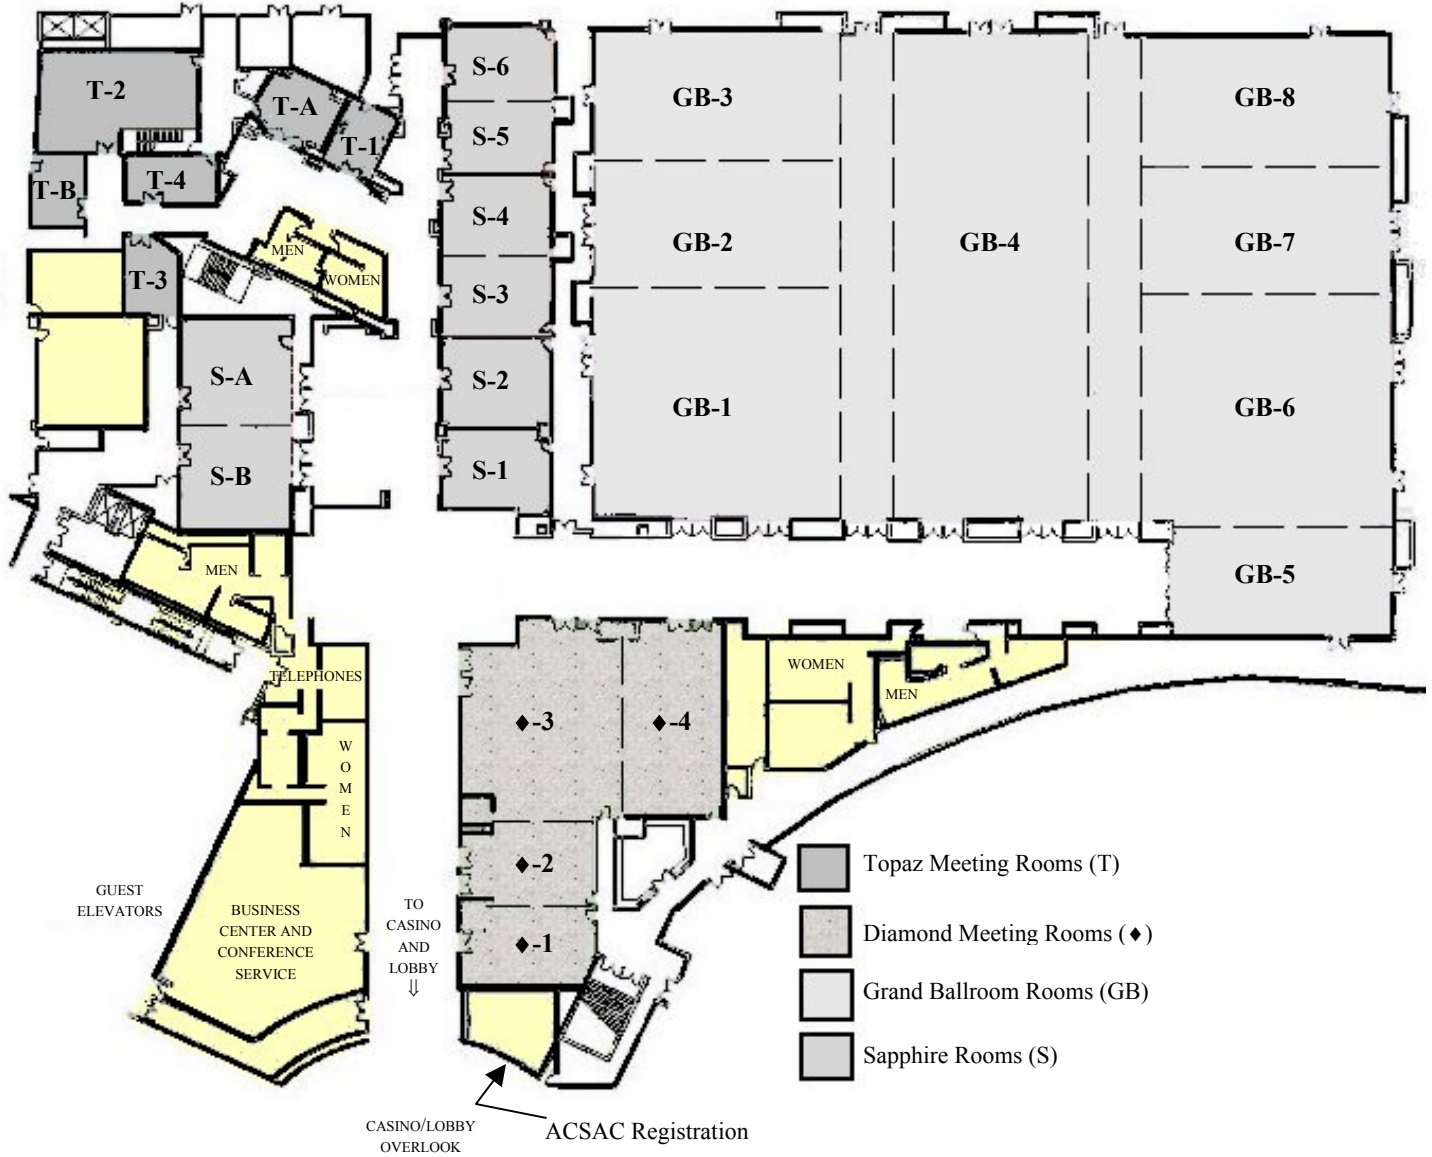 T-2
T-A
T-1
T-B
T-4
T-3
MEN
WOMEN
S-A
S-B
S-6
S-5
S-4
S-3
S-2
S-1
GB-3
GB-2
GB-1
GB-4
GB-8
GB-7
GB-6
GB-5
MEN
TELEPHONES
WOMEN
♦-3
♦-4
♦-2
♦-1
WOMEN
MEN
GUEST
ELEVATORS
BUSINESS
CENTER AND
CONFERENCE
SERVICE
TO
CASINO
AND
LOBBY
⇓
Topaz Meeting Rooms (T)
Diamond Meeting Rooms (♦)
Grand Ballroom Rooms (GB)
Sapphire Rooms (S)
CASINO/LOBBY
OVERLOOK
ACSAC Registration